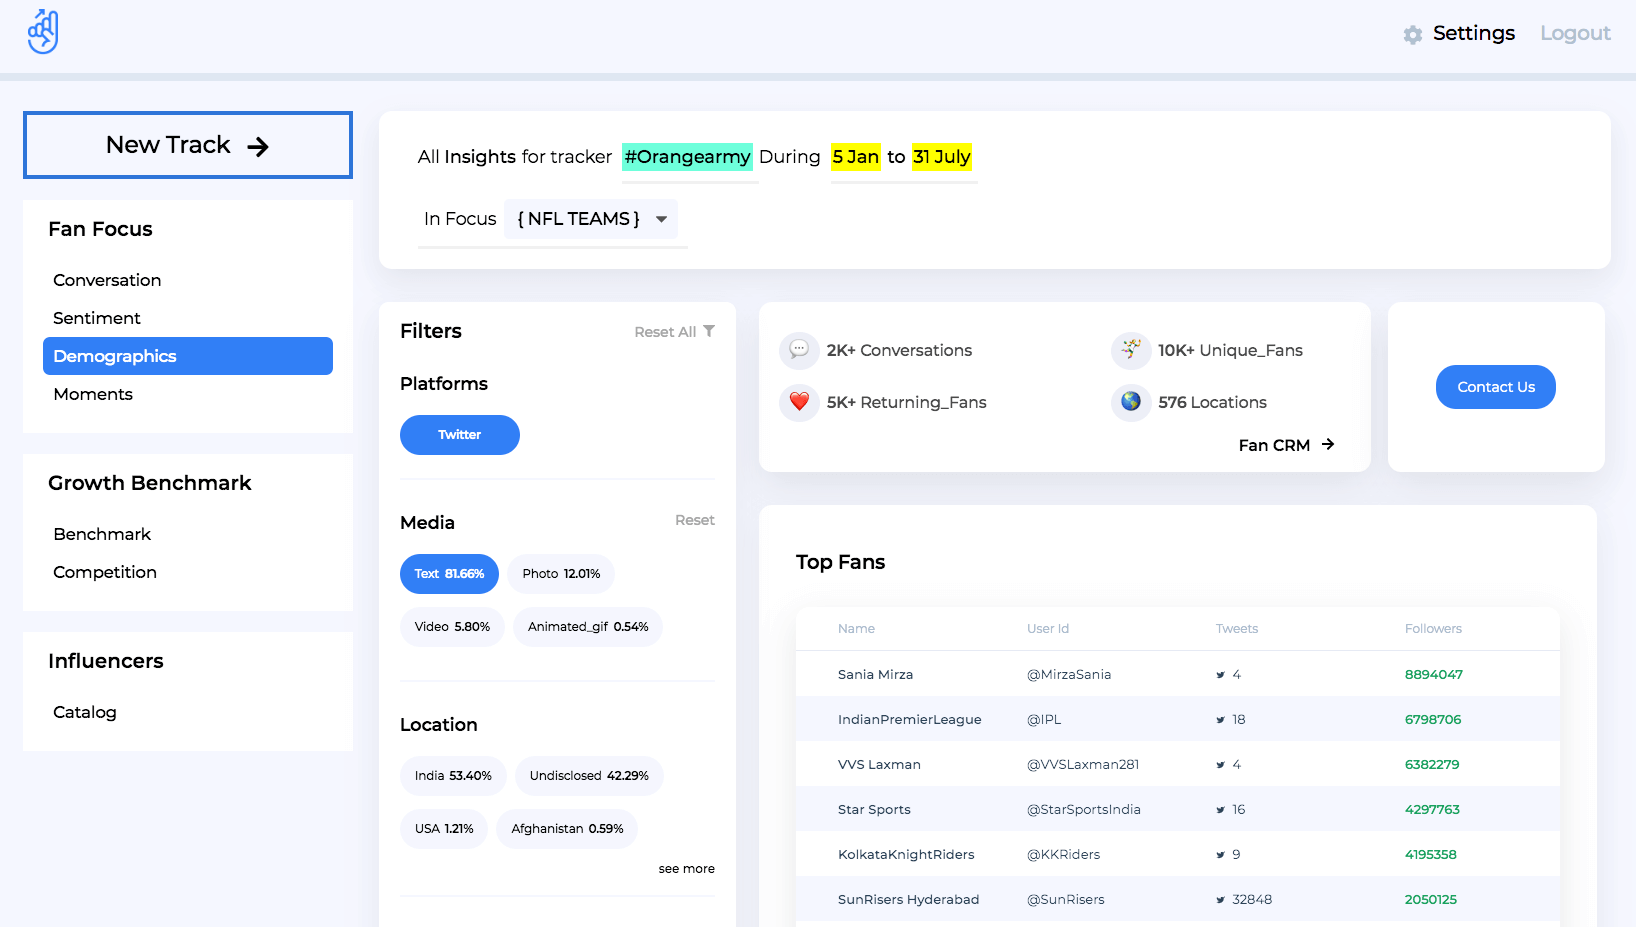 Settings Logout
New Track
Fan Focus
Conversation
Sentiment
Demographics
Moments
Growth Benchmark
Benchmark
Competition
Influencers
Catalog
All Insights for tracker #Orangearmy During 5 Jan to 31 July
In Focus { NFL TEAMS }
Filters Reset All
Platforms
Twitter
Media Reset
Text 81.66% Photo 12.01%
Video 5.80% Animated_gif 0.54%
Location
India 53.40% Undisclosed 42.29%
USA 1.21% Afghanistan 0.59%
see more
2K+ Conversations 10K+ Unique_Fans
5K+ Returning_Fans 576 Locations
Fan CRM
Contact Us
Top Fans
Name User Id Tweets Followers
Sania Mirza @MirzaSania 4 8894047
IndianPremierLeague @IPL 18 6798706
VVS Laxman @VVSLaxman281 4 6382279
Star Sports @StarSportsIndia 16 4297763
KolkataKnightRiders @KKRiders 9 4195358
SunRisers Hyderabad @SunRisers 32848 2050125